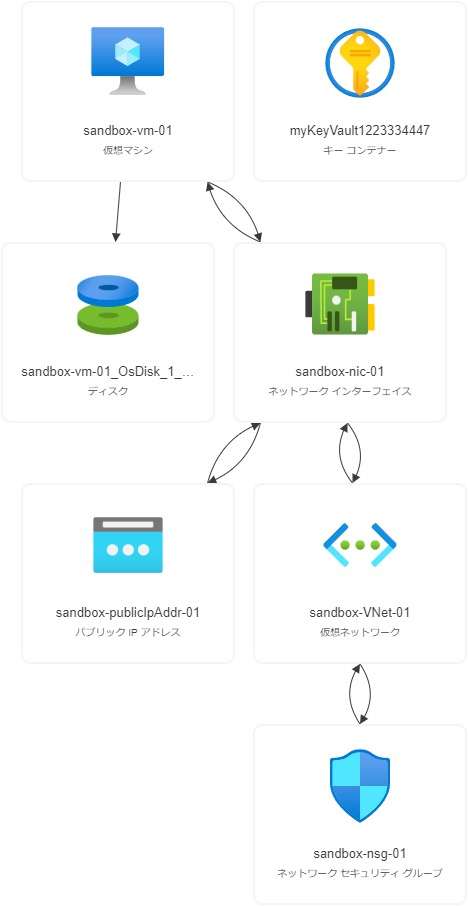 sandbox-vm-01
仮想マシン
myKeyVault1223334447
キー コンテナー
sandbox-vm-01_OsDisk_1_...
ディスク
sandbox-nic-01
ネットワーク インターフェイス
sandbox-publicIpAddr-01
パブリック IP アドレス
sandbox-VNet-01
仮想ネットワーク
sandbox-nsg-01
ネットワーク セキュリティ グループ